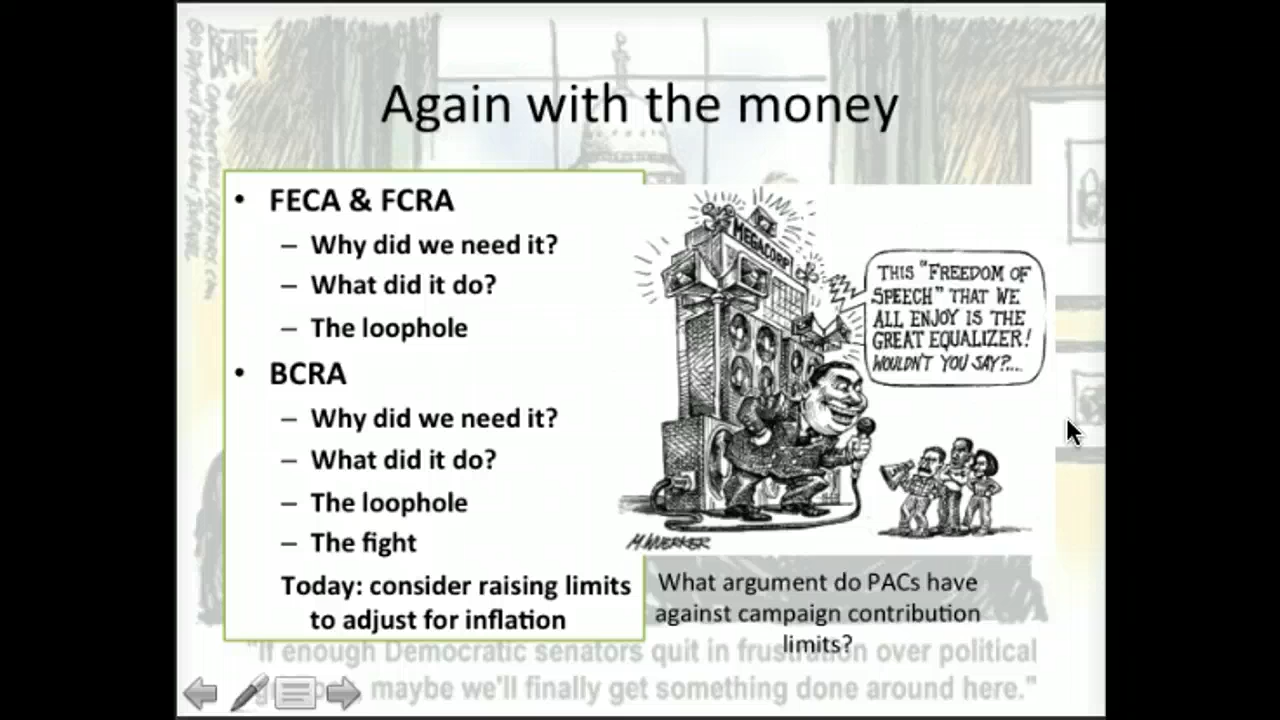 Again with the money
• FECA & FCRA
– Why did we need it?
– What did it do?
– The loophole
• BCRA
– Why did we need it?
– What did it do?
– The loophole
– The fight
Today: consider raising limits
to adjust for inflation
MEGACORP
THIS "FREEDOM OF
SPEECH" THAT WE
ALL ENJOY IS THE
GREAT EQUALIZER!
WOULDN'T YOU SAY?....
M.WUERKER
What argument do PACs have
against campaign contribution
limits?
"If enough Democratic senators quit in frustration over political
maybe we'll finally get something done around here."